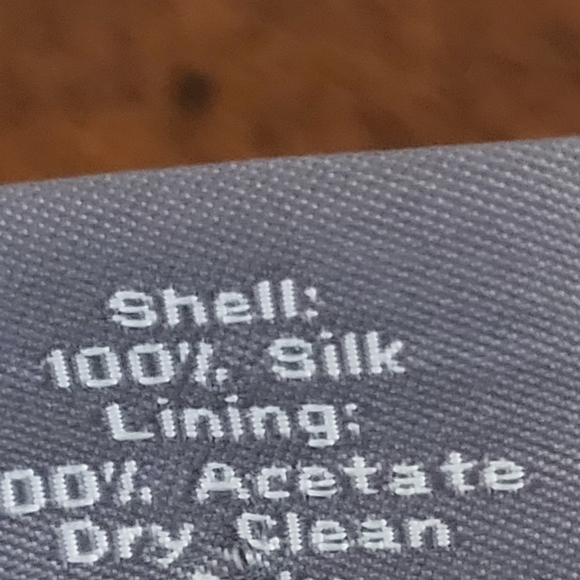 Shell:
100% Silk
Lining:
00% Acetate
Dry Clean